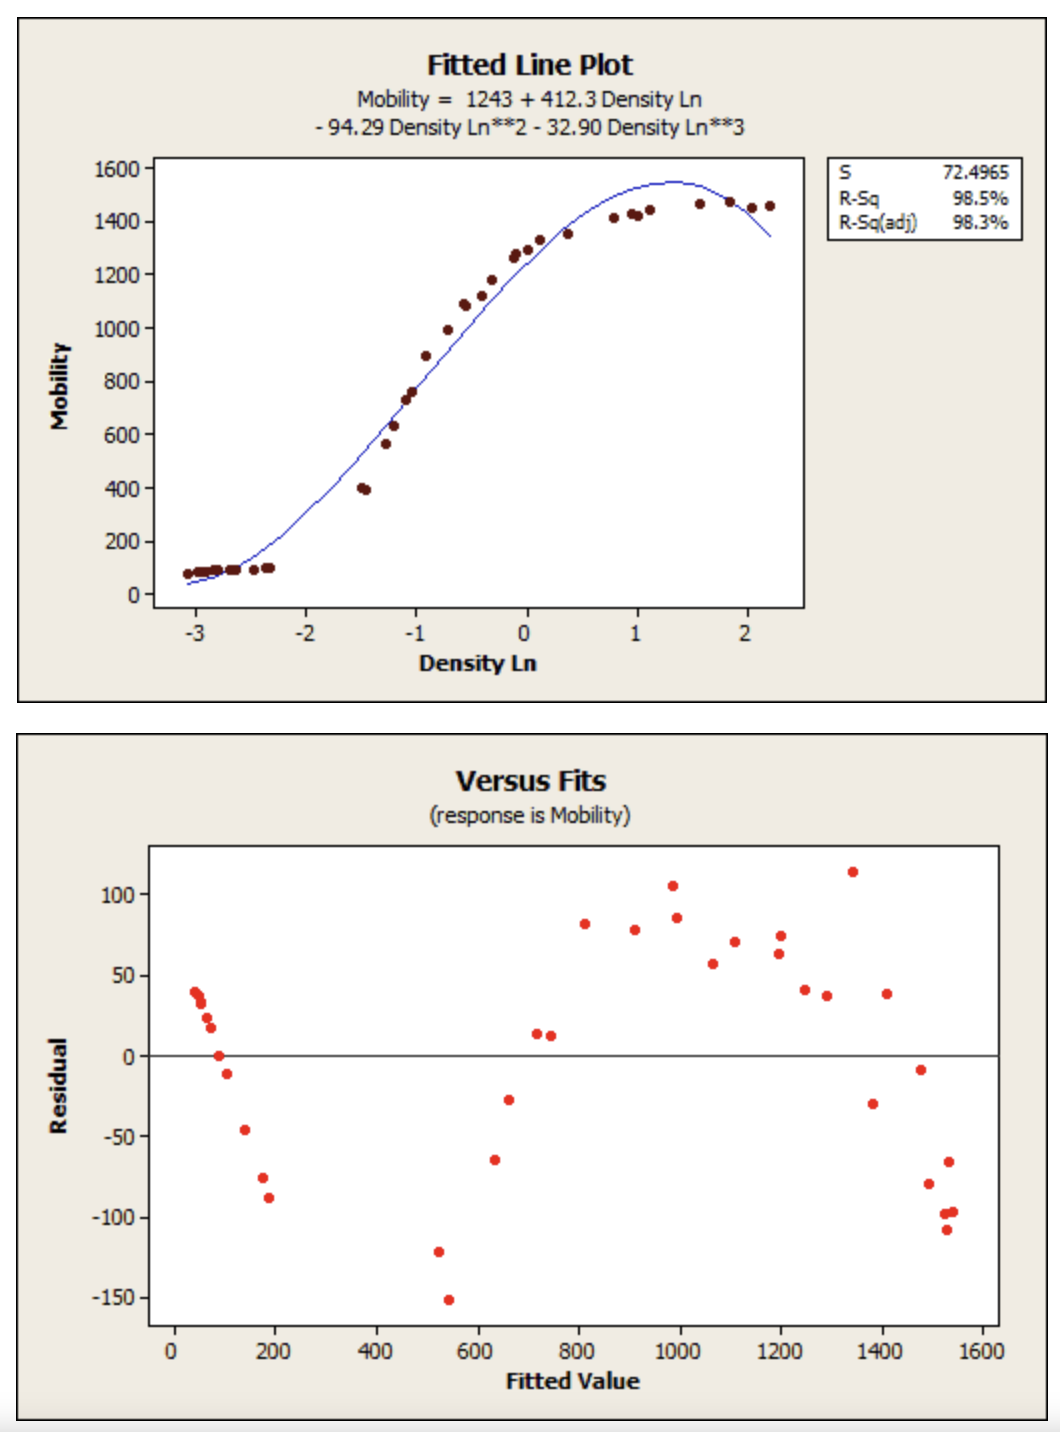 Fitted Line Plot
Mobility = 1243 + 412.3 Density Ln
- 94.29 Density Ln**2 - 32.90 Density Ln**3
S 72.4965
R-Sq 98.5%
R-Sq(adj) 98.3%
1600
1400
1200
1000
800
600
400
200
0
Mobility
-3 -2 -1 0 1 2
Density Ln
Versus Fits
(response is Mobility)
100
50
0
-50
-100
-150
Residual
0 200 400 600 800 1000 1200 1400 1600
Fitted Value